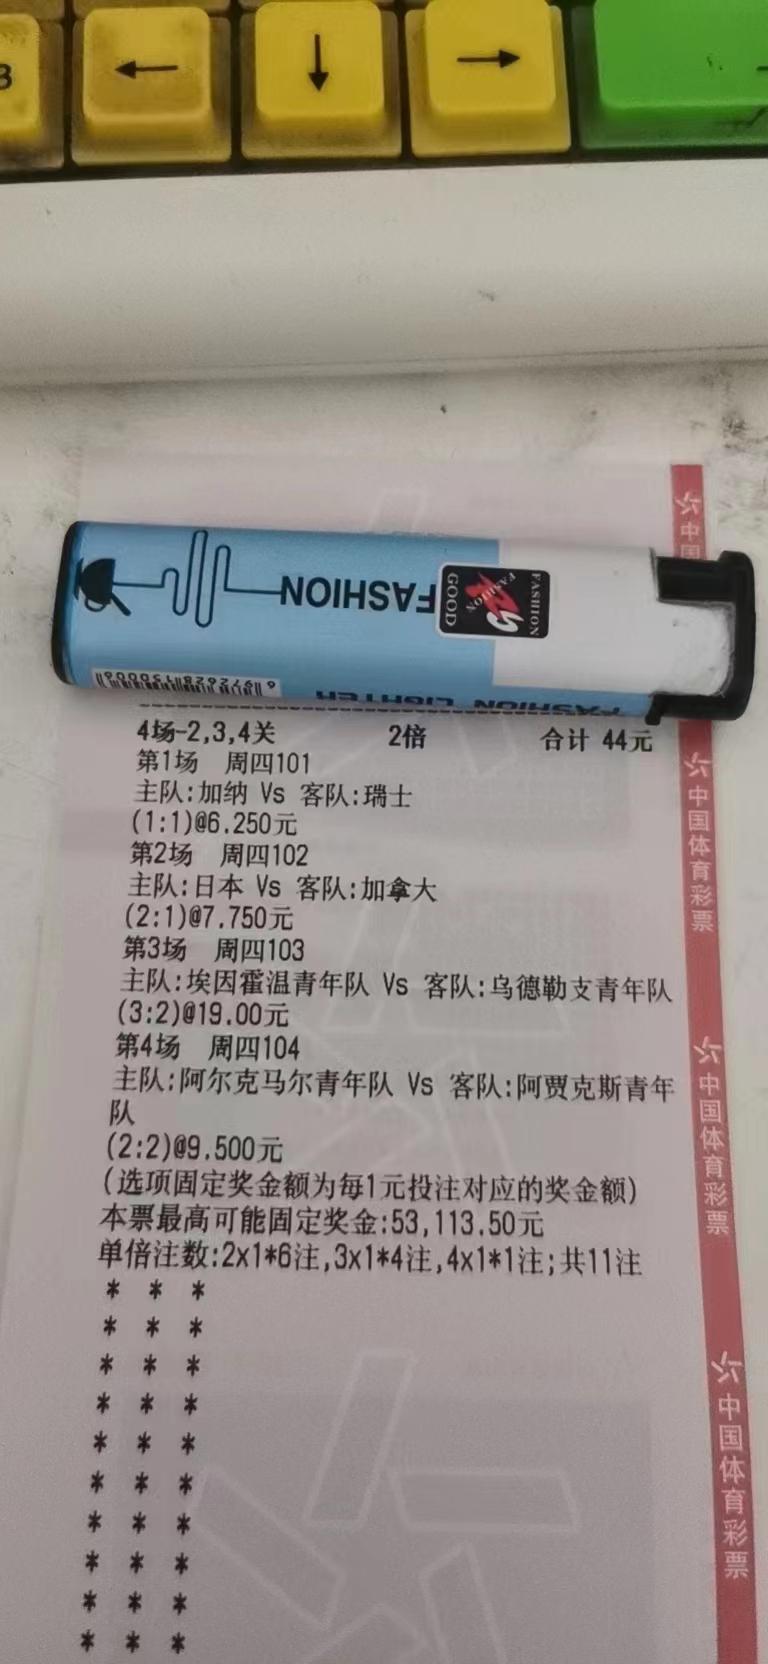 3
←
↓
→
FASHION
GOOD
FASHION
FASHION
FASHION LIGHTER
中国
4场-2,3,4关 2倍 合计 44元
第1场 周四101
主队:加纳 Vs 客队:瑞士
(1:1)@6.250元
第2场 周四102
主队:日本 Vs 客队:加拿大
(2:1)@7.750元
第3场 周四103
主队:埃因霍温青年队 Vs 客队:乌德勒支青年队
(3:2)@19.00元
第4场 周四104
主队:阿尔克马尔青年队 Vs 客队:阿贾克斯青年
队
(2:2)@9.500元
(选项固定奖金额为每1元投注对应的奖金额)
本票最高可能固定奖金:53,113.50元
单倍注数:2x1*6注,3x1*4注,4x1*1注;共11注
* * *
* * *
* * *
* * *
* * *
* * *
* * *
* * *
* * *
* * *
中国体育彩票
中国体育彩票
中国体育彩票